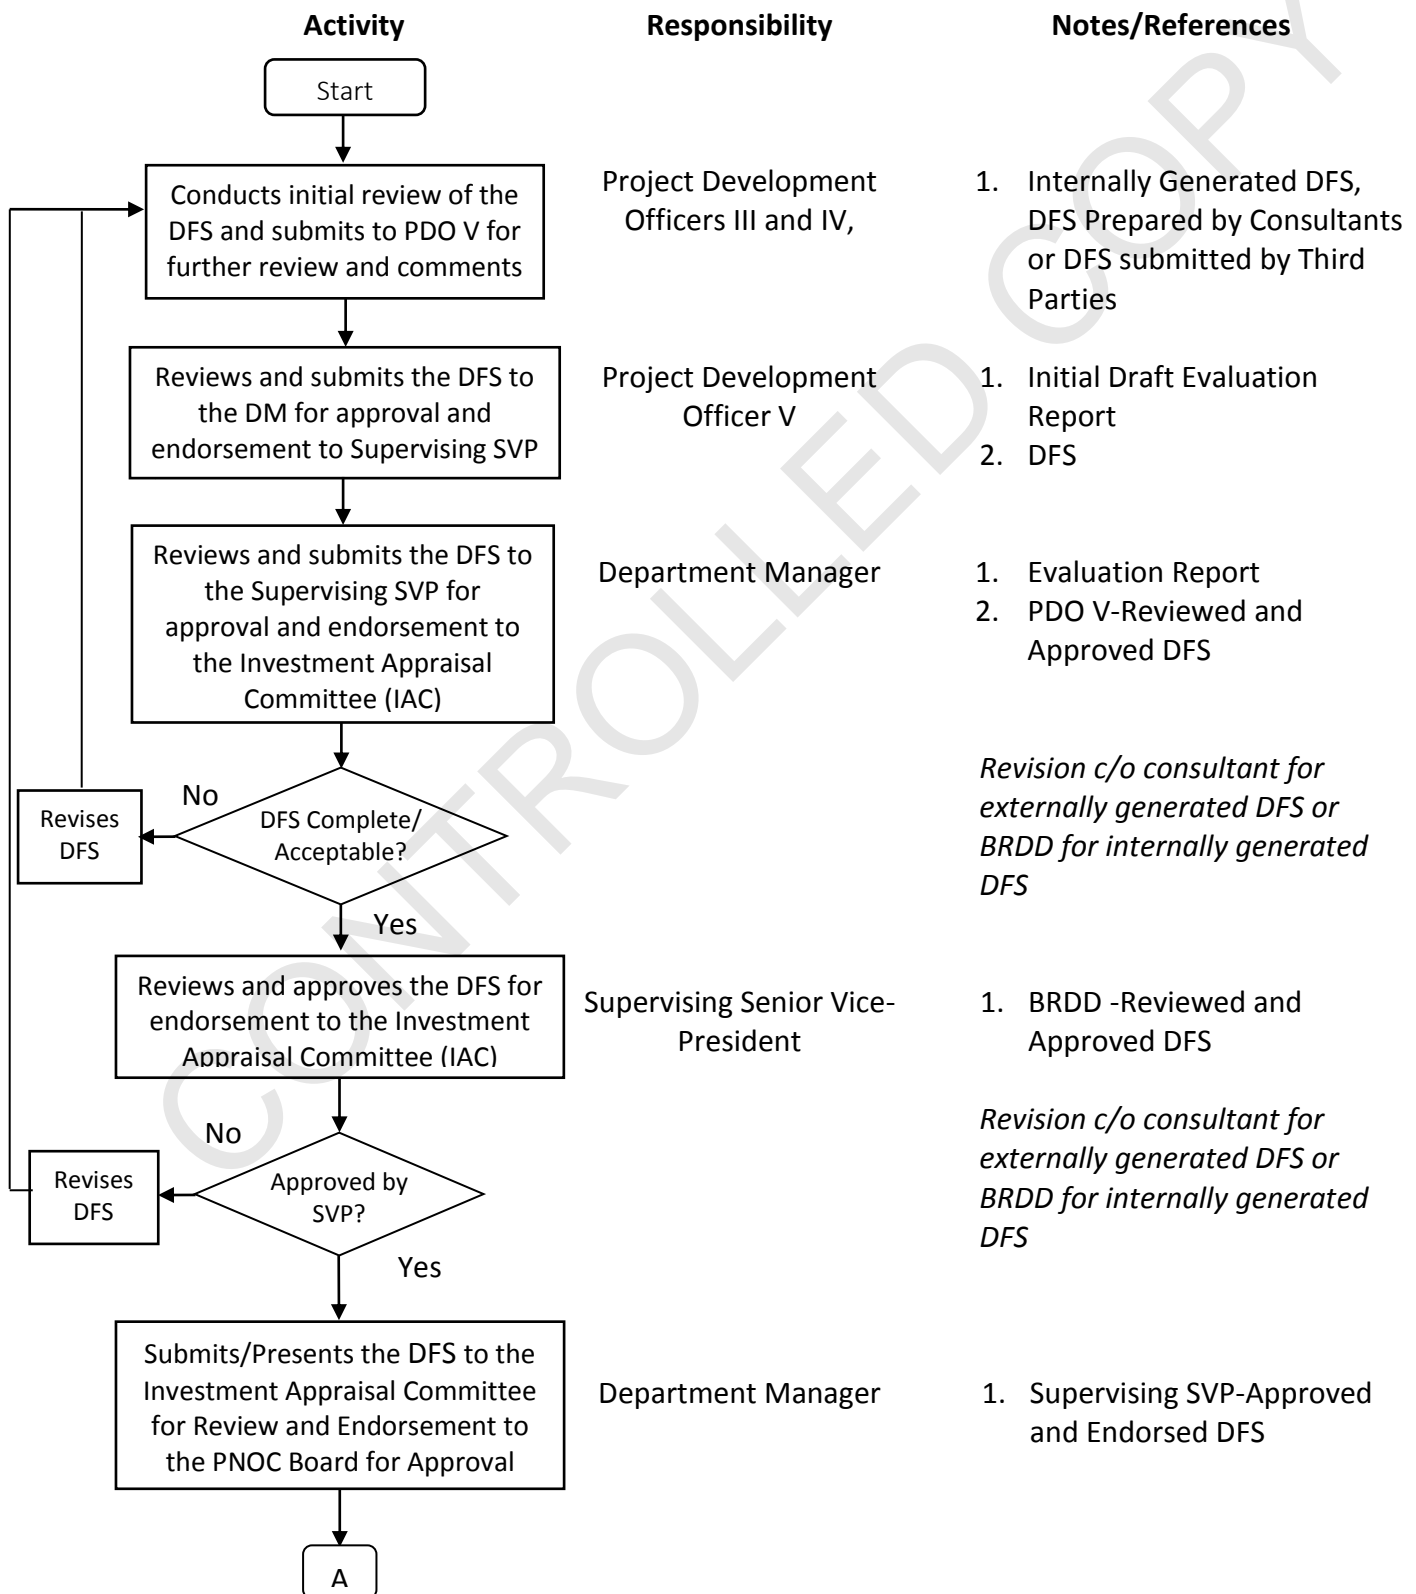 Activity
Responsibility
Notes/References
Start
Conducts initial review of the
DFS and submits to PDO V for
further review and comments
Project Development
Officers III and IV,
1. Internally Generated DFS,
DFS Prepared by Consultants
or DFS submitted by Third
Parties
Reviews and submits the DFS to
the DM for approval and
endorsement to Supervising SVP
Project Development
Officer V
1. Initial Draft Evaluation
Report
2. DFS
Reviews and submits the DFS to
the Supervising SVP for
approval and endorsement to
the Investment Appraisal
Committee (IAC)
Department Manager
1. Evaluation Report
2. PDO V-Reviewed and
Approved DFS
No
Revises
DFS
DFS Complete/
Acceptable?
Yes
Revision c/o consultant for
externally generated DFS or
BRDD for internally generated
DFS
Reviews and approves the DFS for
endorsement to the Investment
Appraisal Committee (IAC)
Supervising Senior Vice-
President
1. BRDD -Reviewed and
Approved DFS
No
Revises
DFS
Approved by
SVP?
Yes
Revision c/o consultant for
externally generated DFS or
BRDD for internally generated
DFS
Submits/Presents the DFS to the
Investment Appraisal Committee
for Review and Endorsement to
the PNOC Board for Approval
Department Manager
1. Supervising SVP-Approved
and Endorsed DFS
A
CONTROLLED COPY